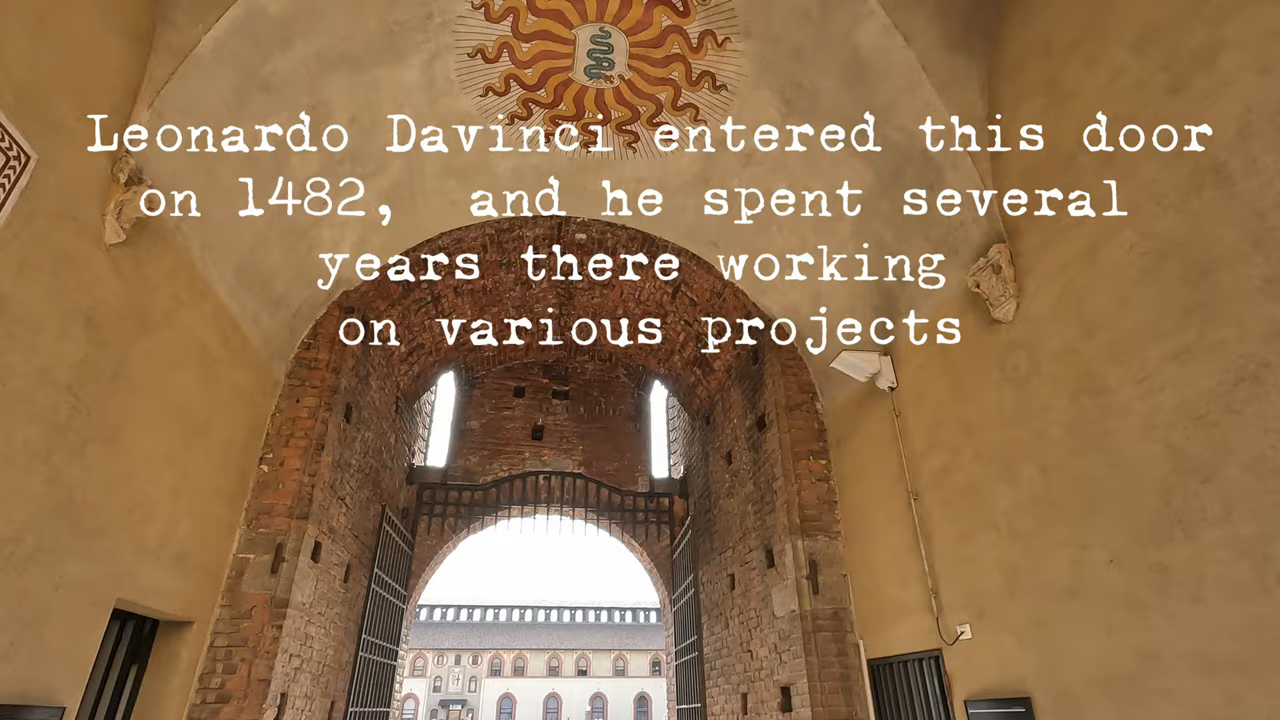 Leonardo Davinci entered this door
on 1482, and he spent several
years there working
on various projects